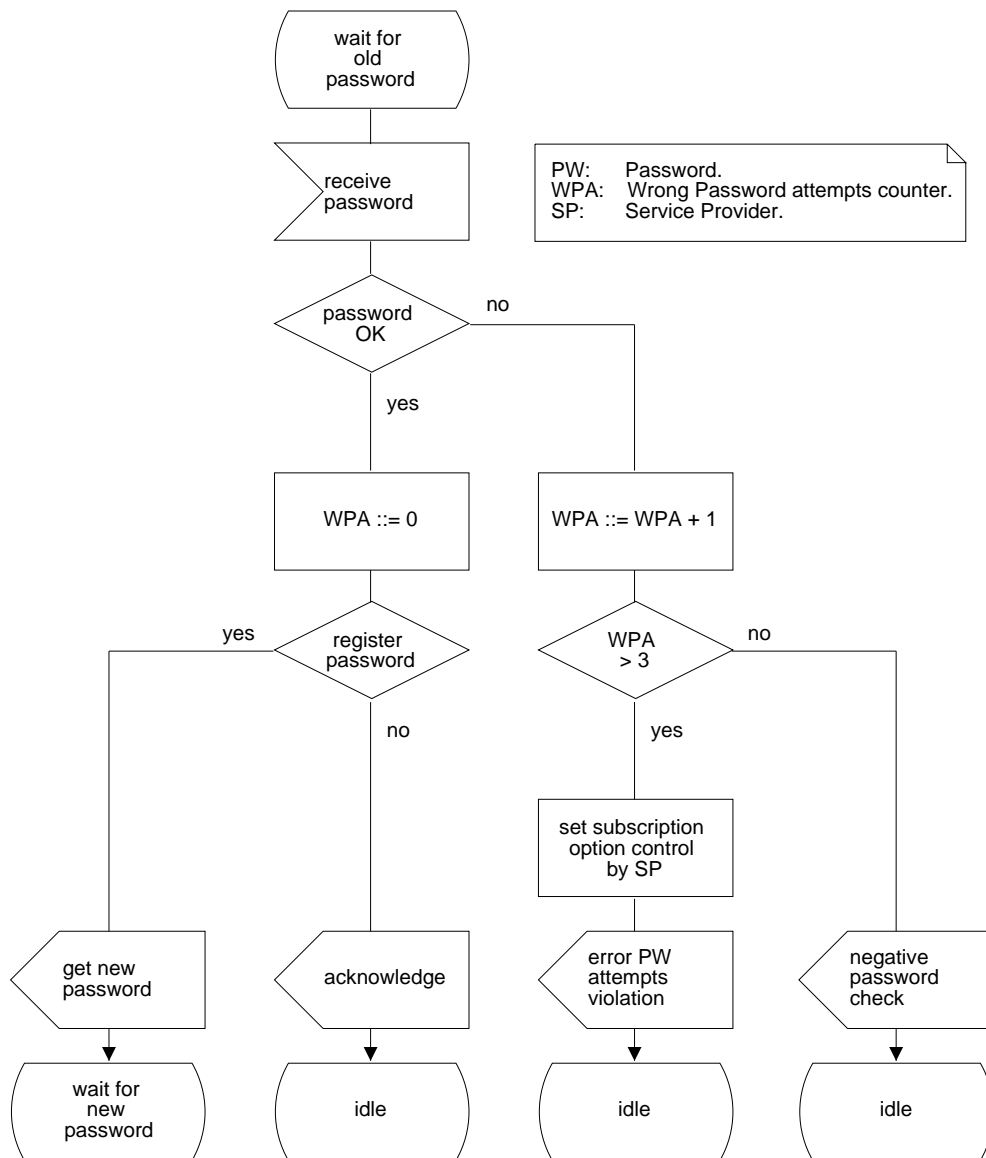 wait for
old
password
receive
password
PW: Password.
WPA: Wrong Password attempts counter.
SP: Service Provider.
password
OK
no
yes
WPA ::= 0
WPA ::= WPA + 1
yes
register
password
no
WPA
> 3
no
yes
set subscription
option control
by SP
get new
password
acknowledge
error PW
attempts
violation
negative
password
check
wait for
new
password
idle
idle
idle